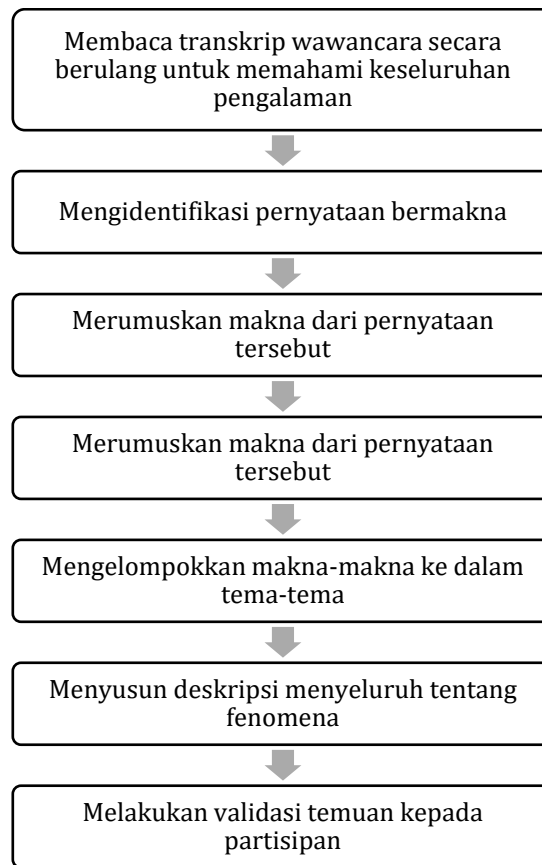 Membaca transkrip wawancara secara
berulang untuk memahami keseluruhan
pengalaman
Mengidentifikasi pernyataan bermakna
Merumuskan makna dari pernyataan
tersebut
Merumuskan makna dari pernyataan
tersebut
Mengelompokkan makna-makna ke dalam
tema-tema
Menyusun deskripsi menyeluruh tentang
fenomena
Melakukan validasi temuan kepada
partisipan